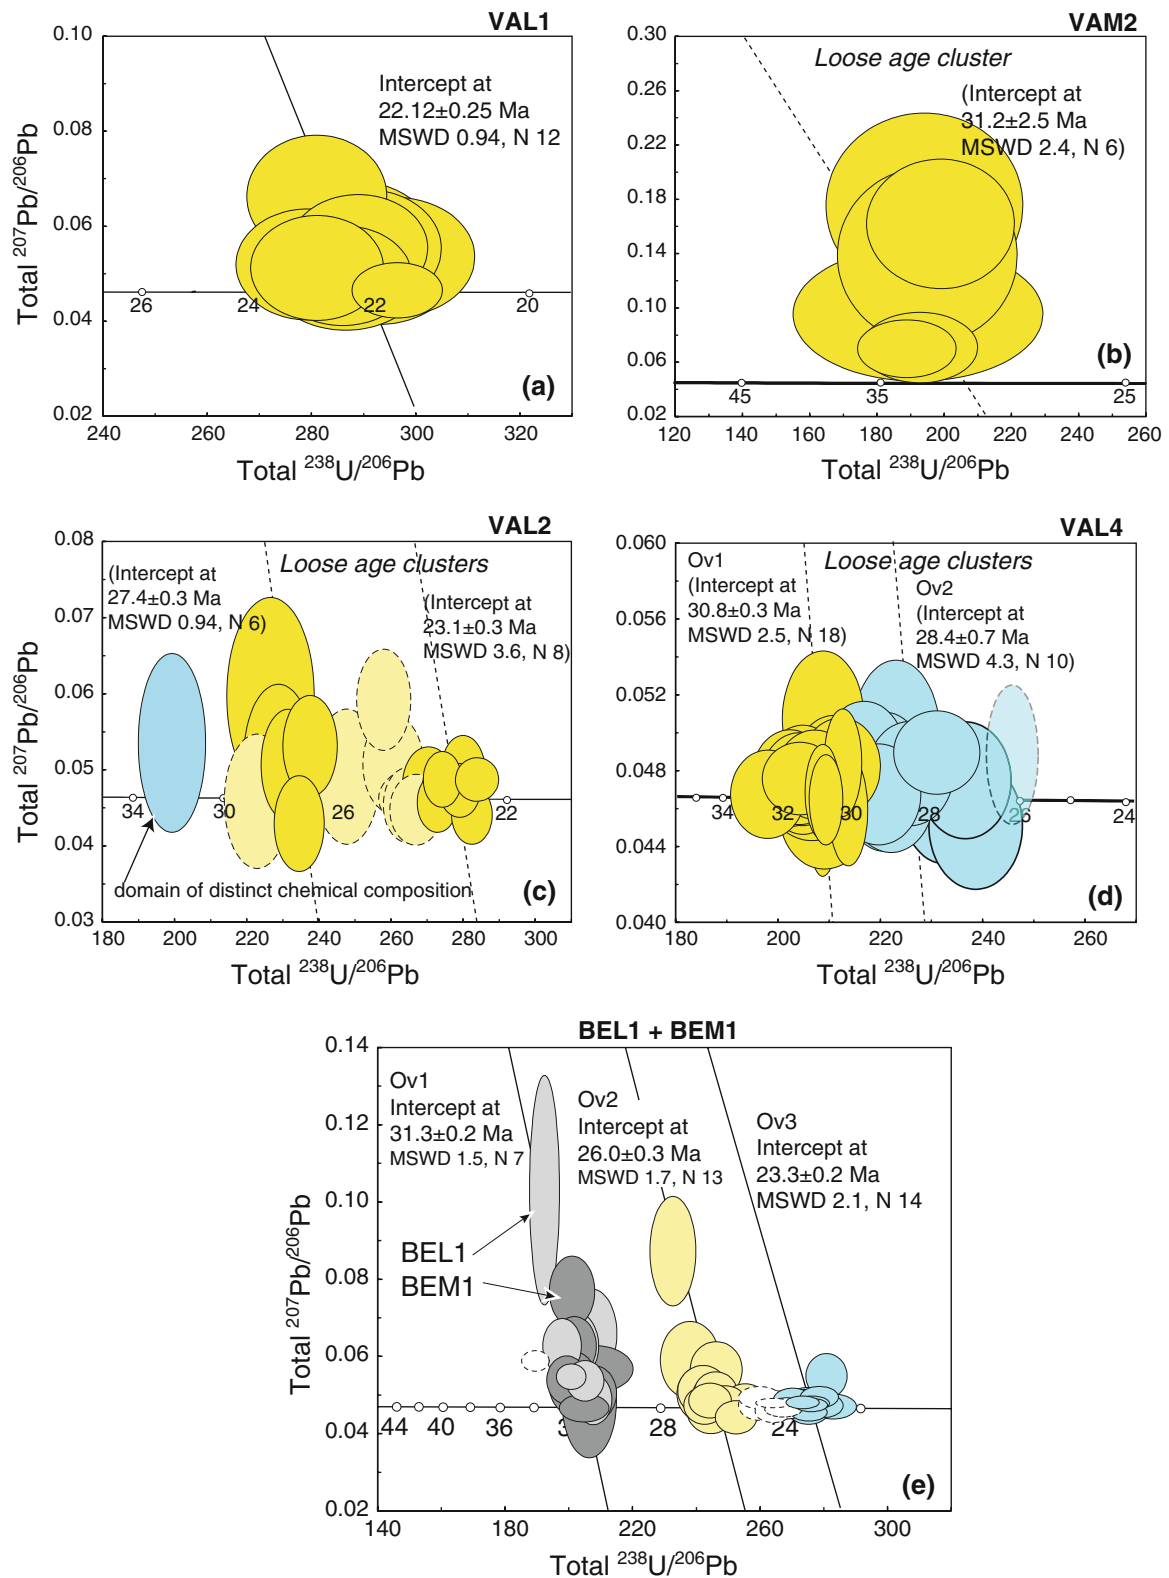 VAL1
0.10
0.08
0.06
0.04
0.02
Total ²⁰⁷Pb/²⁰⁶Pb
Intercept at
22.12±0.25 Ma
MSWD 0.94, N 12
26
24
22
20
(a)
240
260
280
300
320
Total ²³⁸U/²⁰⁶Pb
VAM2
0.30
0.26
0.22
0.18
0.14
0.10
0.06
0.02
Total ²⁰⁷Pb/²⁰⁶Pb
Loose age cluster
(Intercept at
31.2±2.5 Ma
MSWD 2.4, N 6)
(b)
45
35
25
120
140
160
180
200
220
240
260
Total ²³⁸U/²⁰⁶Pb
VAL2
0.08
0.07
0.06
0.05
0.04
0.03
Total ²⁰⁷Pb/²⁰⁶Pb
Loose age clusters
(Intercept at
27.4±0.3 Ma
MSWD 0.94, N 6)
(Intercept at
23.1±0.3 Ma
MSWD 3.6, N 8)
34
30
26
22
domain of distinct chemical composition
(c)
180
200
220
240
260
280
300
Total ²³⁸U/²⁰⁶Pb
VAL4
0.060
0.056
0.052
0.048
0.044
0.040
Total ²⁰⁷Pb/²⁰⁶Pb
Ov1
(Intercept at
30.8±0.3 Ma
MSWD 2.5, N 18)
Loose age clusters
Ov2
(Intercept at
28.4±0.7 Ma
MSWD 4.3, N 10)
34
32
30
28
26
24
(d)
180
200
220
240
260
Total ²³⁸U/²⁰⁶Pb
BEL1 + BEM1
0.14
0.12
0.10
0.08
0.06
0.04
0.02
Total ²⁰⁷Pb/²⁰⁶Pb
Ov1
Intercept at
31.3±0.2 Ma
MSWD 1.5, N 7
Ov2
Intercept at
26.0±0.3 Ma
MSWD 1.7, N 13
Ov3
Intercept at
23.3±0.2 Ma
MSWD 2.1, N 14
BEL1
BEM1
44
40
36
28
24
(e)
140
190
220
260
300
Total ²³⁸U/²⁰⁶Pb